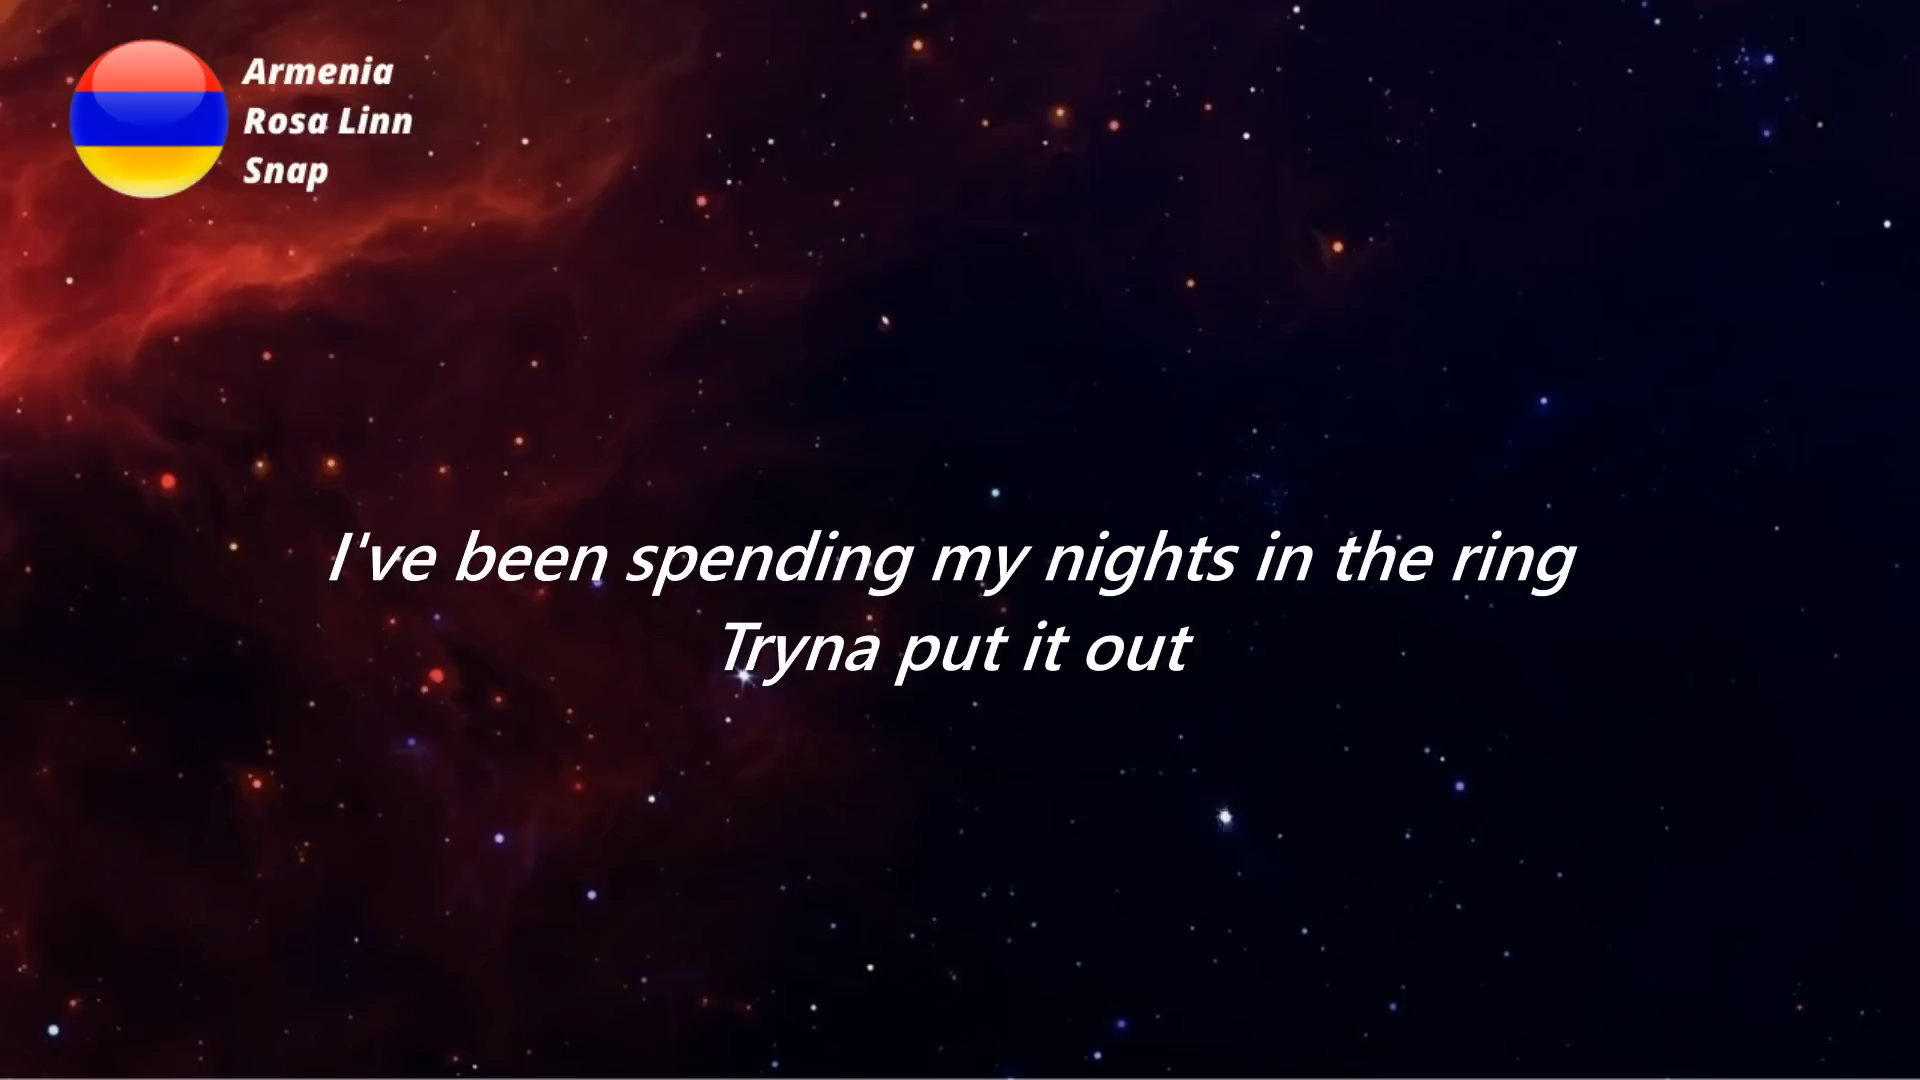 Armenia
Rosa Linn
Snap
I've been spending my nights in the ring
Tryna put it out